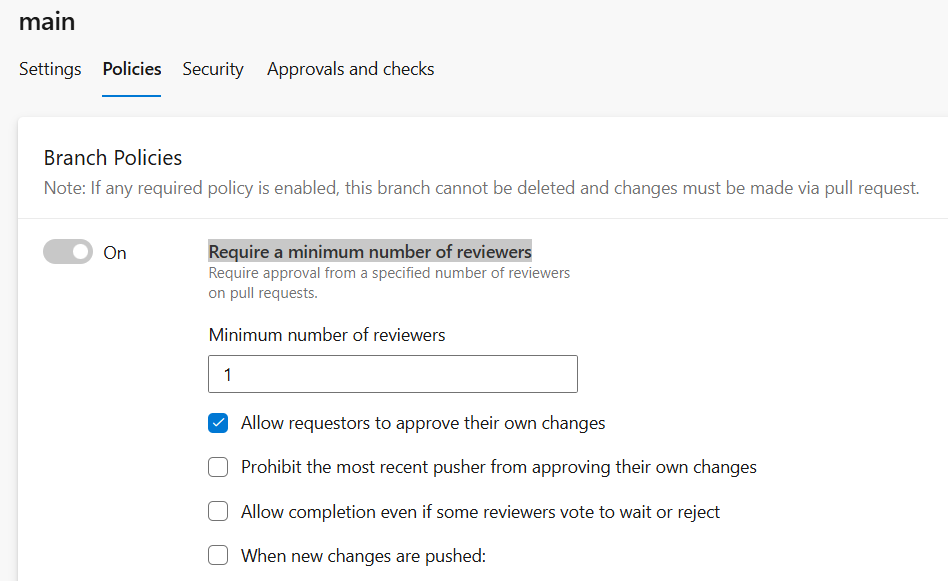 main
Settings Policies Security Approvals and checks
Branch Policies
Note: If any required policy is enabled, this branch cannot be deleted and changes must be made via pull request.
On
Require a minimum number of reviewers
Require approval from a specified number of reviewers
on pull requests.
Minimum number of reviewers
1
Allow requestors to approve their own changes
Prohibit the most recent pusher from approving their own changes
Allow completion even if some reviewers vote to wait or reject
When new changes are pushed: